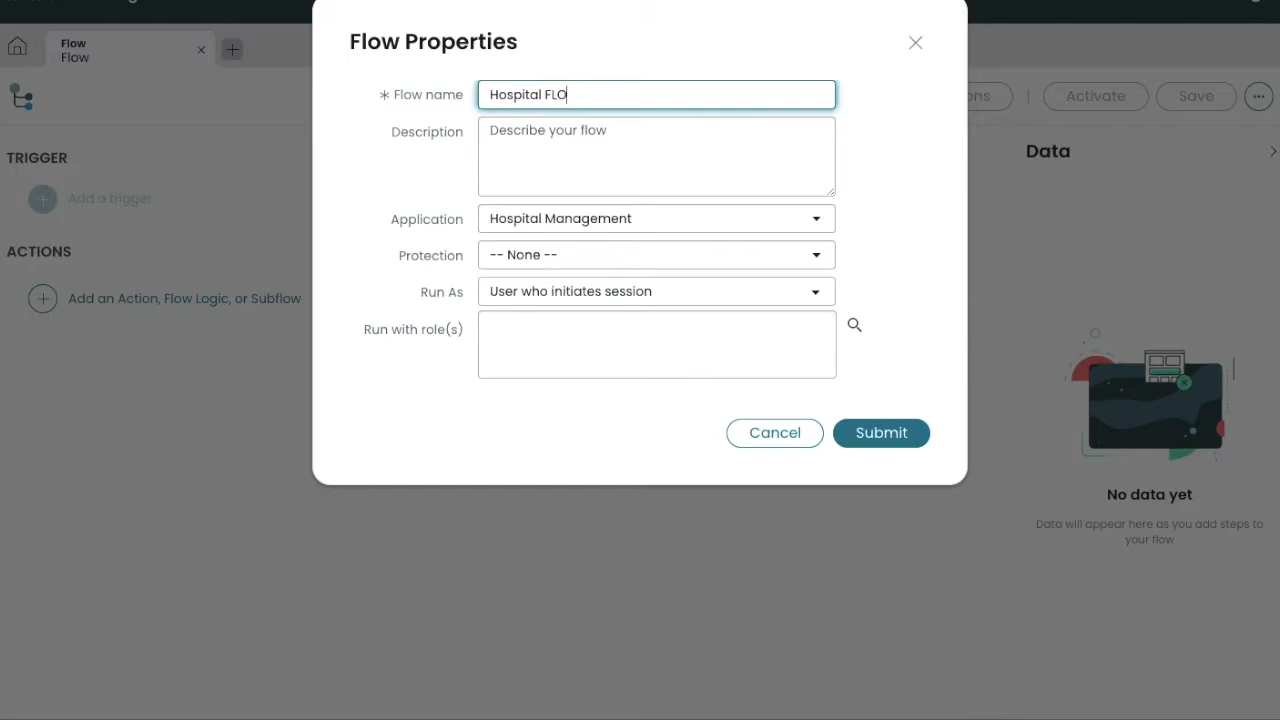 Flow Properties
Flow
Flow
* Flow name Hospital FLO
ons | Activate Save
Description Describe your flow
TRIGGER
Data
Add a trigger
Application Hospital Management
ACTIONS
Protection -- None --
Add an Action, Flow Logic, or Subflow
Run As User who initiates session
Run with role(s)
Cancel Submit
No data yet
Data will appear here as you add steps to
your flow